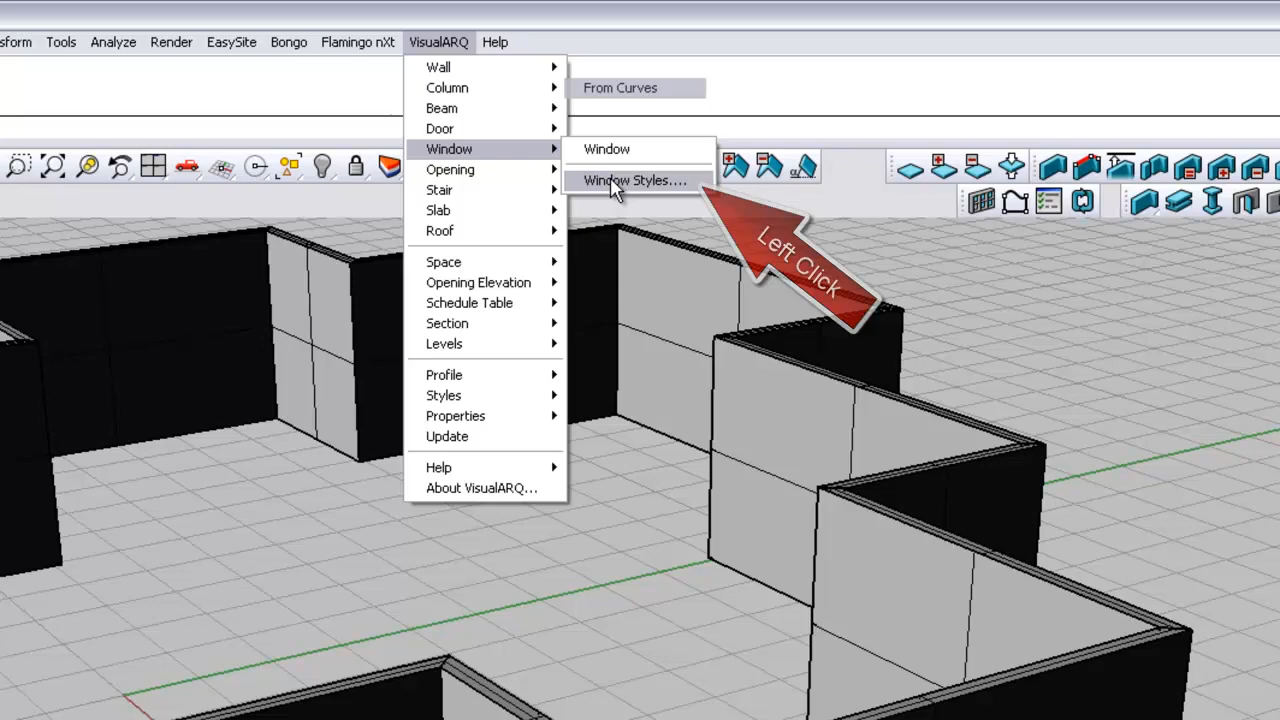 sform Tools Analyze Render EasySite Bongo Flamingo nXt VisualARQ Help
Wall
Column
From Curves
Beam
Door
Window
Window
Opening
Window Styles....
Stair
Slab
Roof
Space
Opening Elevation
Schedule Table
Section
Levels
Profile
Styles
Properties
Update
Help
About VisualARQ...
Left Click